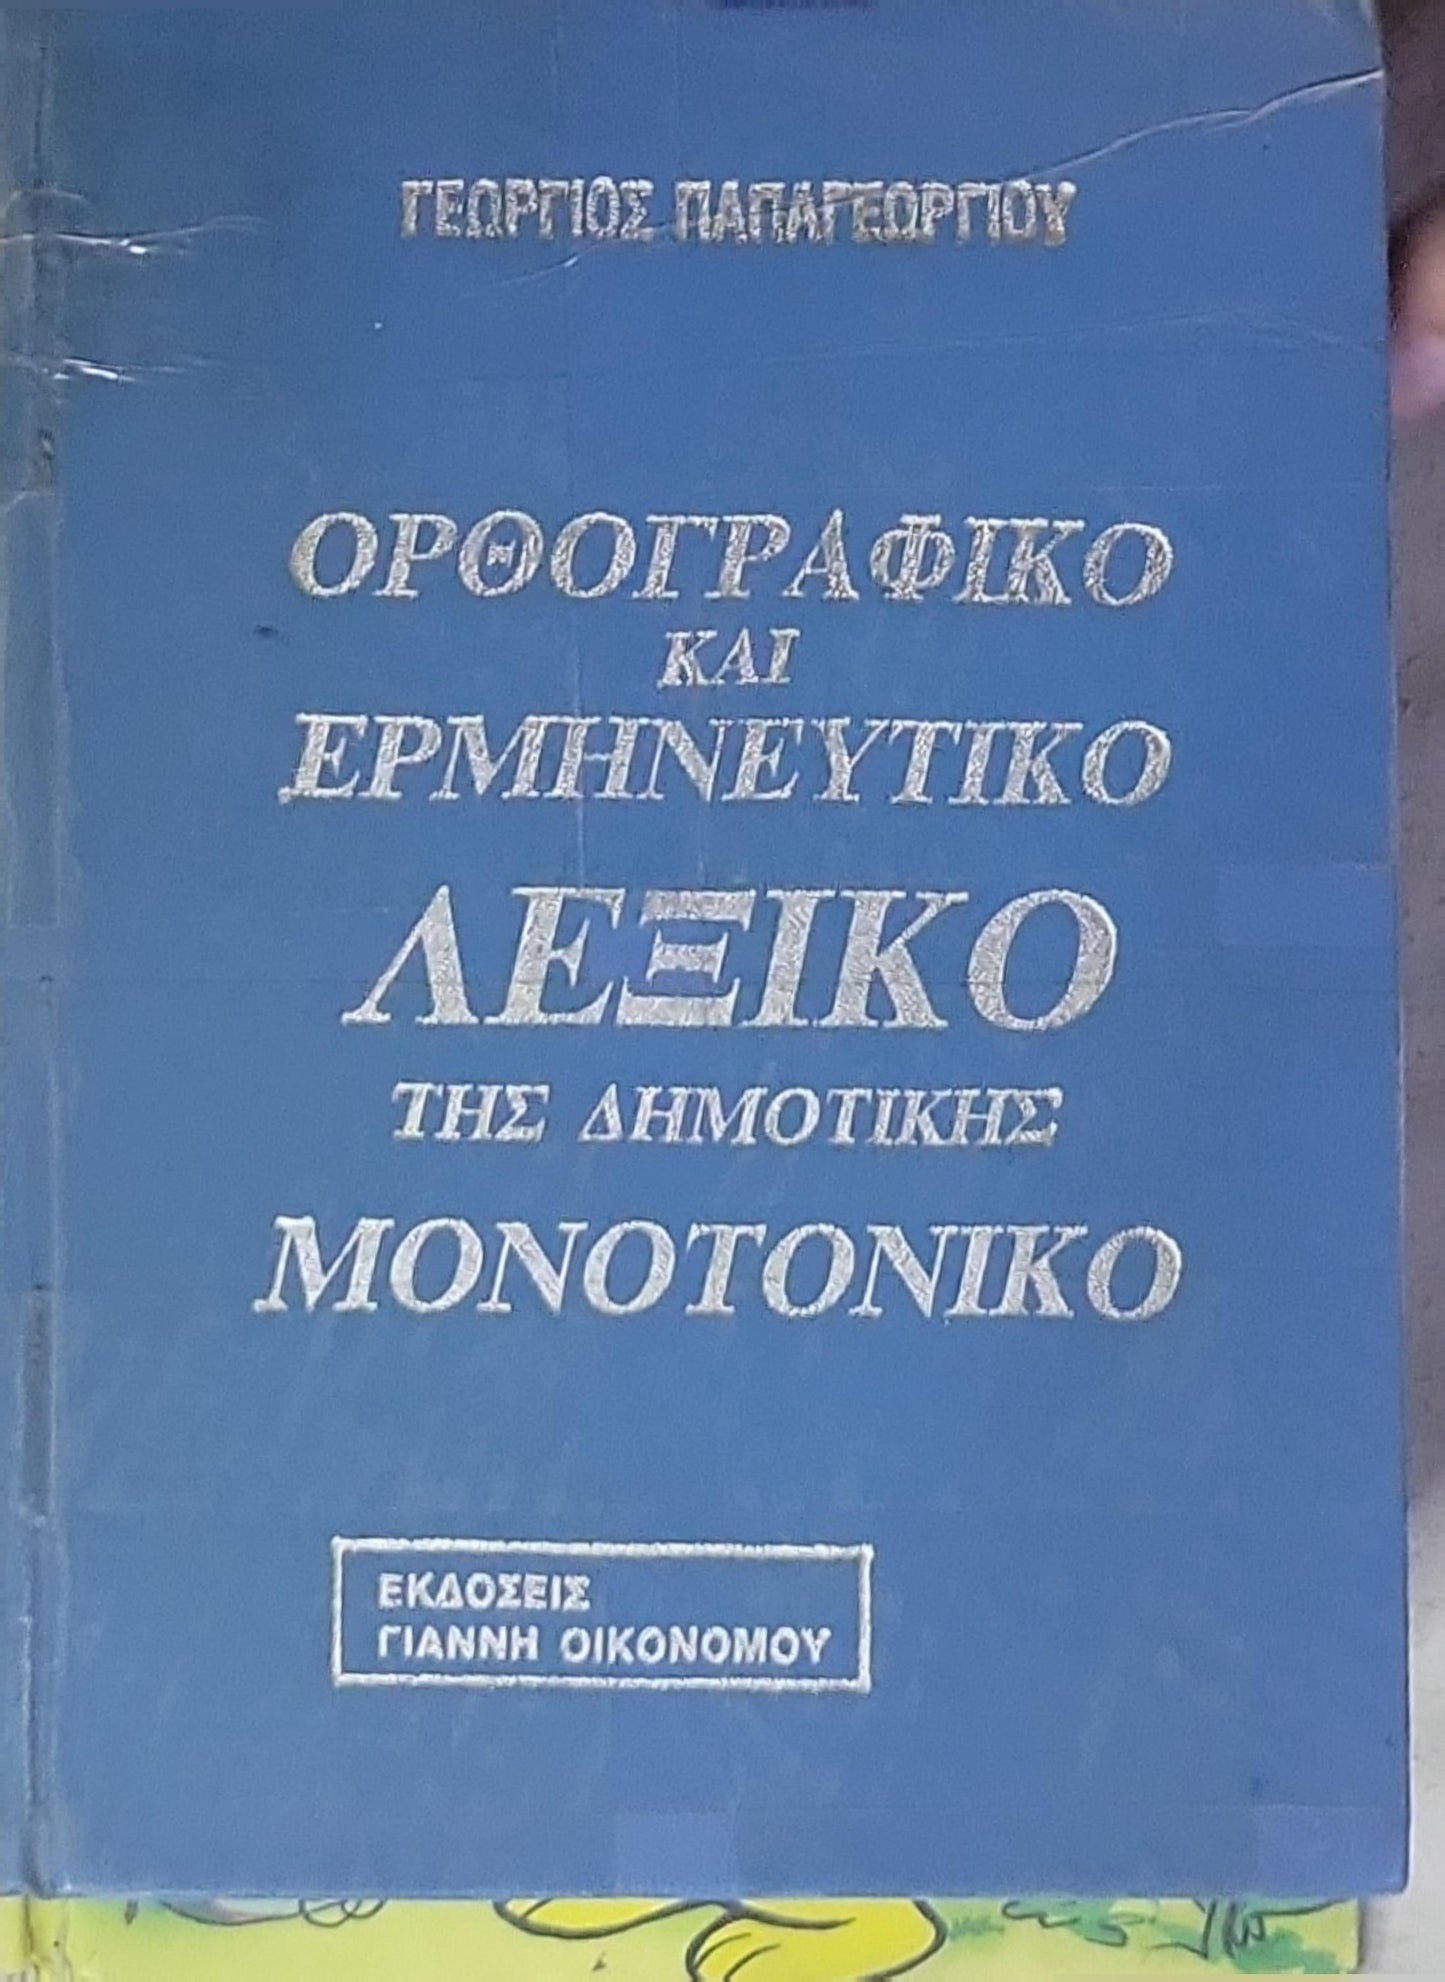 ΓΕΩΡΓΙΟΣ ΠΑΠΑΓΕΩΡΓΙΟΥ
ΟΡΘΟΓΡΑΦΙΚΟ
ΚΑΙ
ΕΡΜΗΝΕΥΤΙΚΟ
ΛΕΞΙΚΟ
ΤΗΣ ΔΗΜΟΤΙΚΗΣ
ΜΟΝΟΤΟΝΙΚΟ
ΕΚΔΟΣΕΙΣ
ΓΙΑΝΝΗ ΟΙΚΟΝΟΜΟΥ